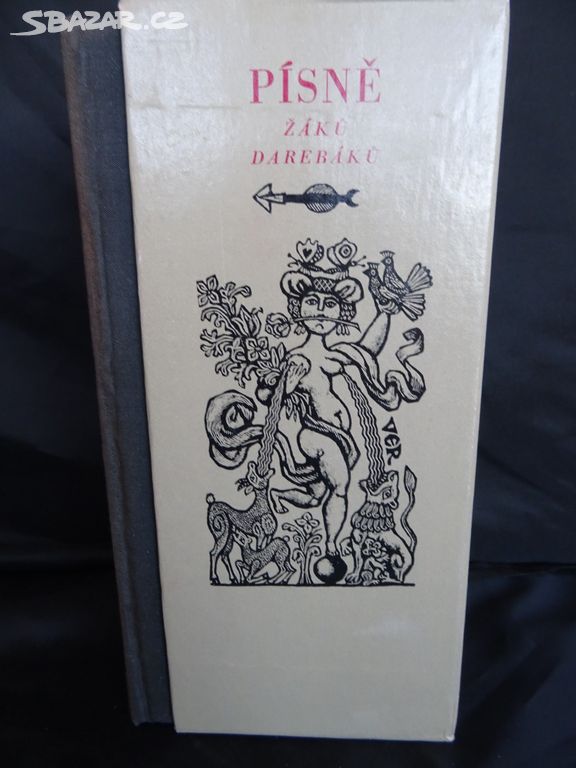 SBAZAR.CZ
PÍSNĚ
ŽÁKŮ
DAREBÁKŮ
VER